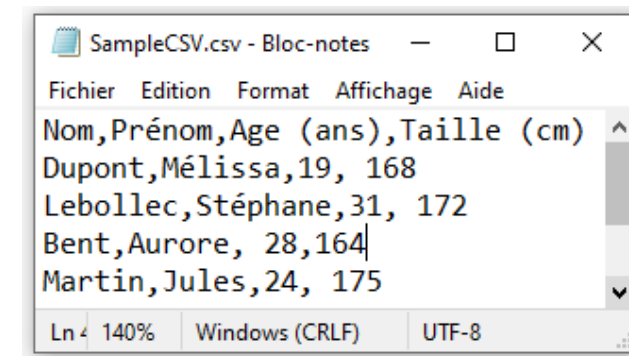 SampleCSV.csv - Bloc-notes
Fichier Edition Format Affichage Aide
Nom,Prénom,Age (ans),Taille (cm)
Dupont,Mélissa,19, 168
Lebollec,Stéphane,31, 172
Bent,Aurore, 28,164
Martin,Jules,24, 175
Ln 140% Windows (CRLF) UTF-8